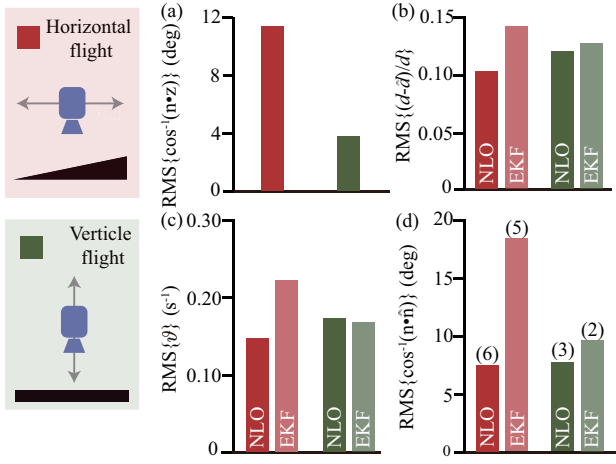 Horizontal
flight
Verticle
flight
(a)
RMS{cos⁻¹(n•z)} (deg)
12
8
4
0
(b)
RMS{(d-d̂)/d}
0.15
0.10
0.05
0
NLO
EKF
NLO
EKF
(c)
RMS{ϑ} (s⁻¹)
0.30
0.20
0.10
0
NLO
EKF
NLO
EKF
(d)
RMS{cos⁻¹(n•n̂)} (deg)
20
15
10
5
0
(6)
(5)
(3)
(2)
NLO
EKF
NLO
EKF